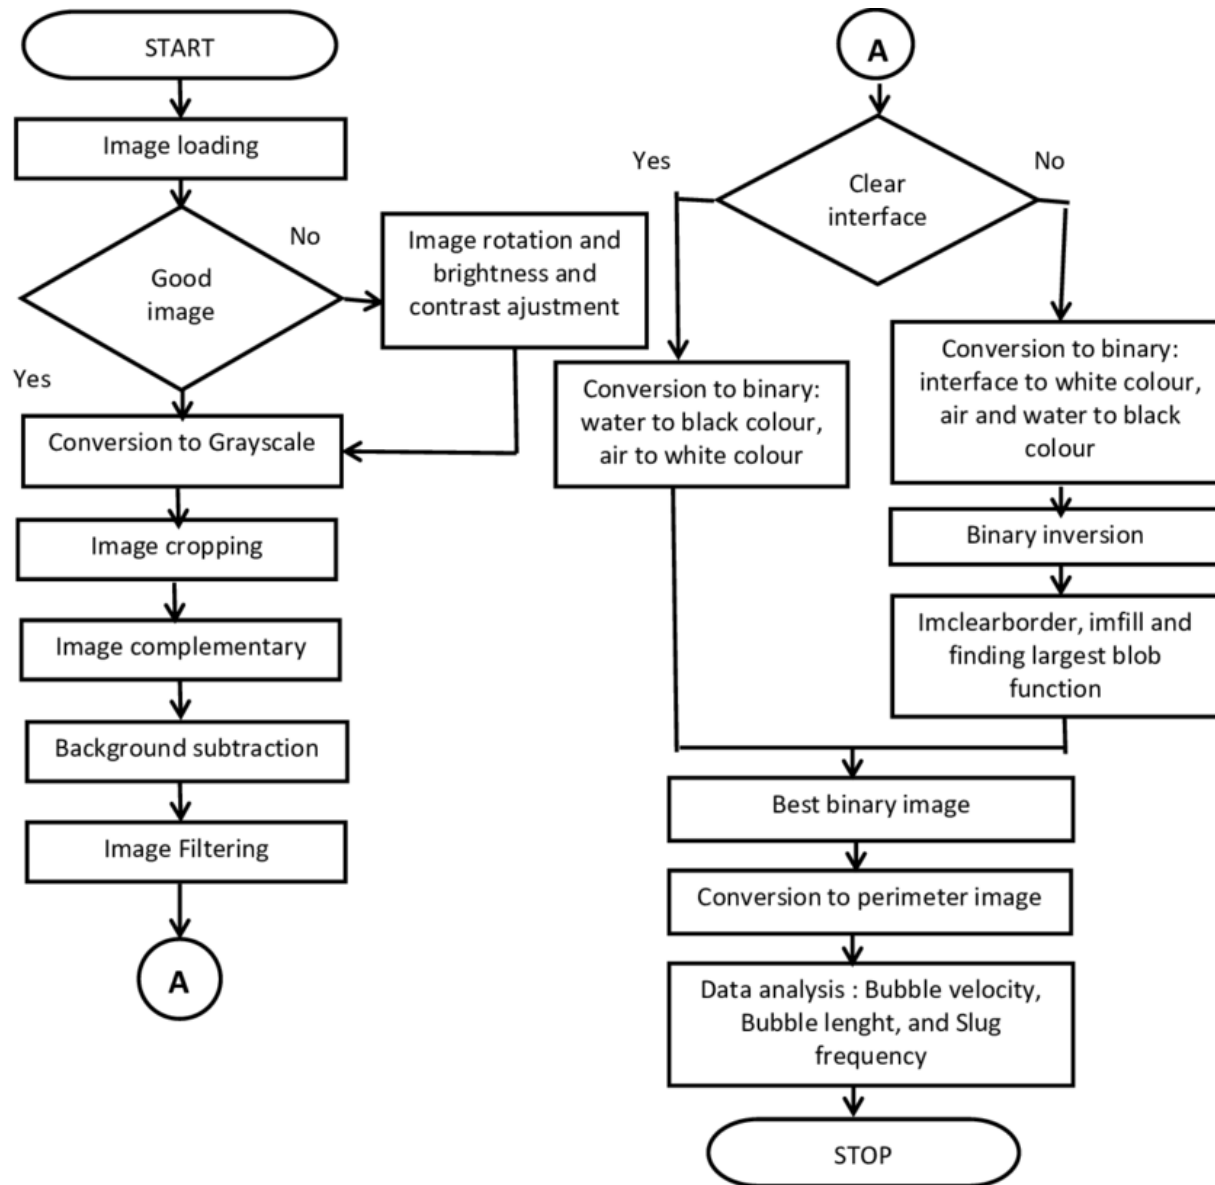 START
Image loading
Good
image
No
Image rotation and
brightness and
contrast ajustment
Yes
Conversion to Grayscale
Image cropping
Image complementary
Background subtraction
Image Filtering
A
A
Clear
interface
Yes
No
Conversion to binary:
water to black colour,
air to white colour
Conversion to binary:
interface to white colour,
air and water to black
colour
Binary inversion
Imclearborder, imfill and
finding largest blob
function
Best binary image
Conversion to perimeter image
Data analysis : Bubble velocity,
Bubble lenght, and Slug
frequency
STOP